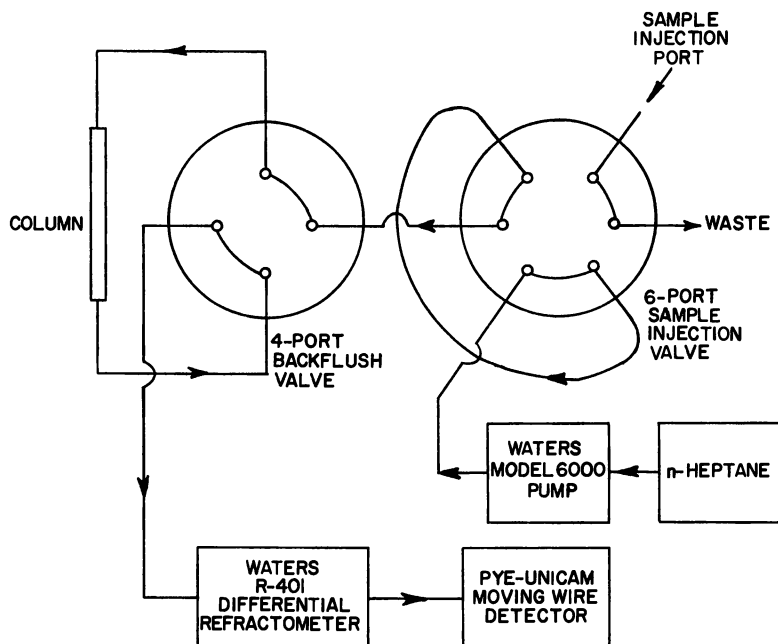 SAMPLE
INJECTION
PORT
COLUMN
WASTE
4-PORT
BACKFLUSH
VALVE
6-PORT
SAMPLE
INJECTION
VALVE
WATERS
MODEL 6000
PUMP
n-HEPTANE
WATERS
R-401
DIFFERENTIAL
REFRACTOMETER
PYE-UNICAM
MOVING WIRE
DETECTOR